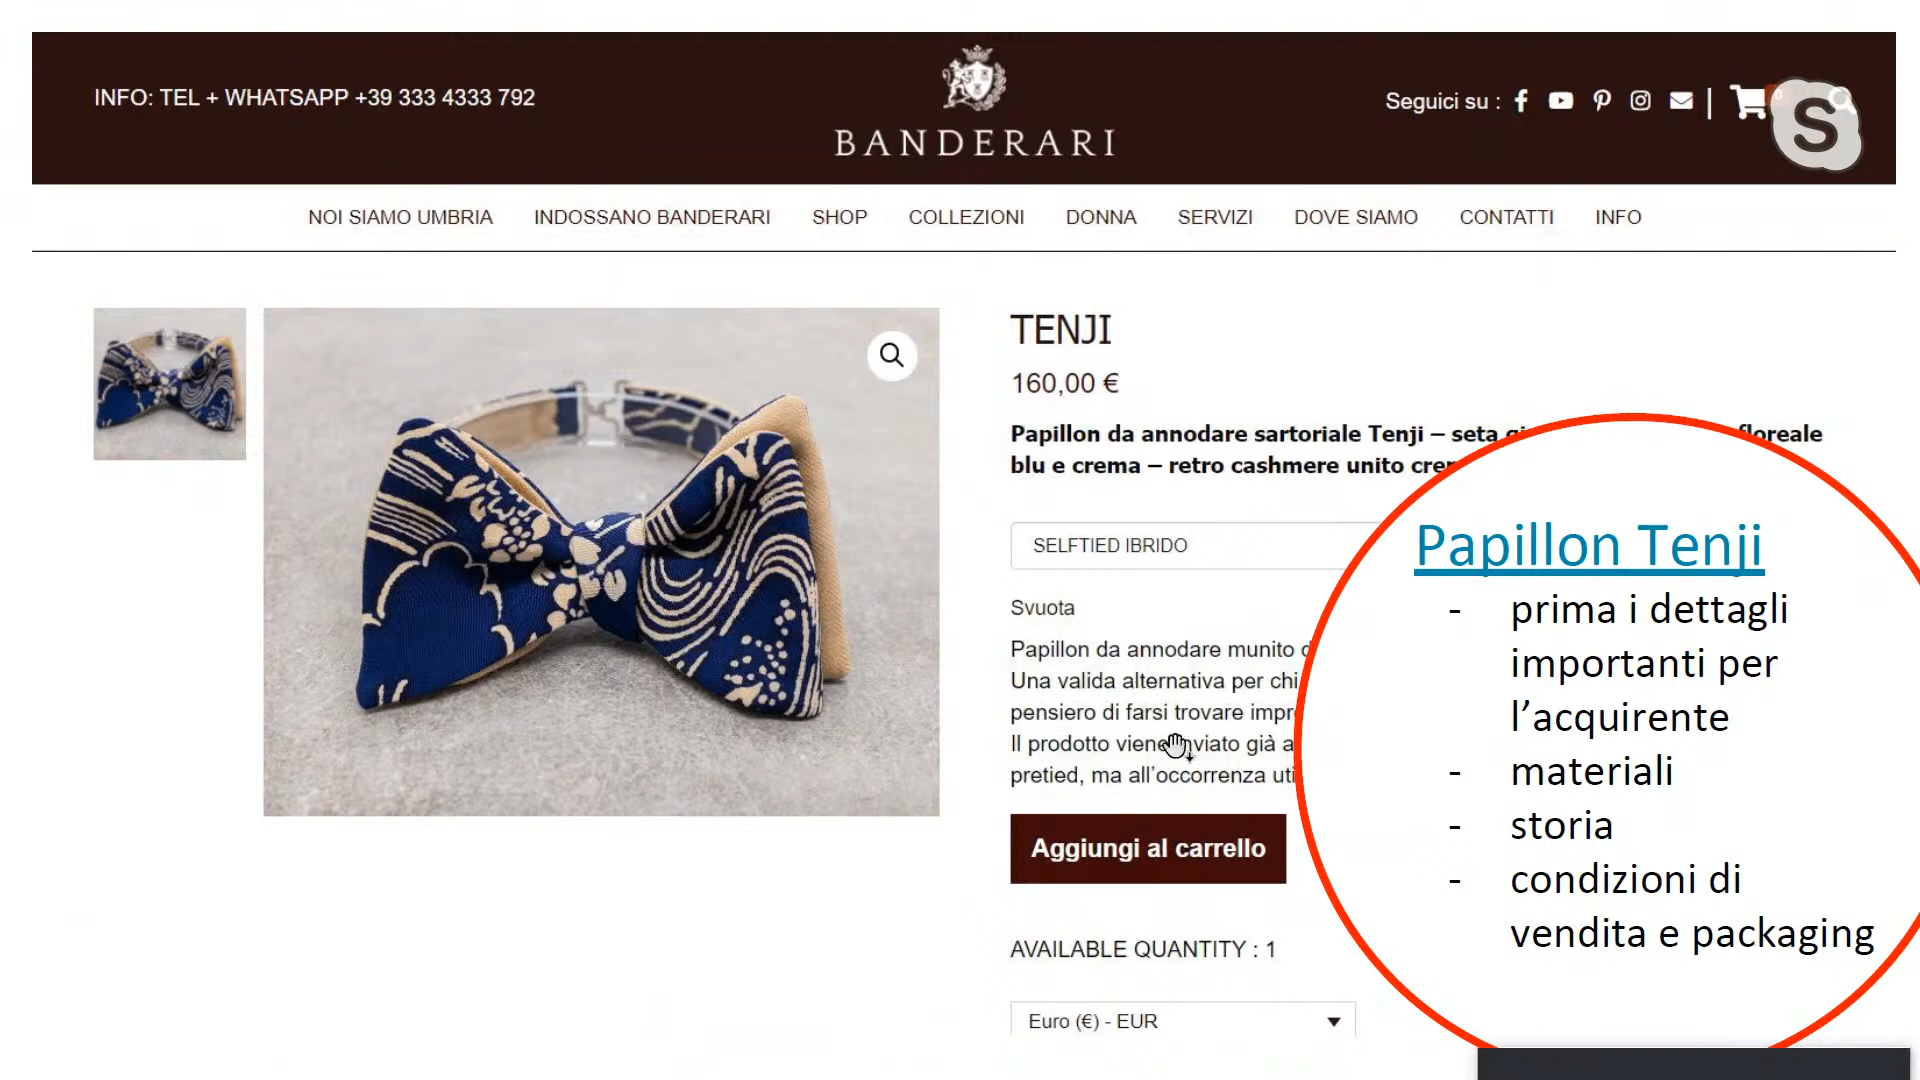 INFO: TEL + WHATSAPP +39 333 4333 792
BANDERARI
Seguici su :
S
NOI SIAMO UMBRIA INDOSSANO BANDERARI SHOP COLLEZIONI DONNA SERVIZI DOVE SIAMO CONTATTI INFO
TENJI
160,00 €
Papillon da annodare sartoriale Tenji – seta floreale
blu e crema – retro cashmere unito
SELFTIED IBRIDO
Svuota
Papillon da annodare munito
Una valida alternativa per chi
pensiero di farsi trovare
Il prodotto viene inviato già
pretied, ma all’occorrenza
Aggiungi al carrello
AVAILABLE QUANTITY : 1
Euro (€) - EUR
Papillon Tenji
- prima i dettagli
importanti per
l’acquirente
- materiali
- storia
- condizioni di
vendita e packaging